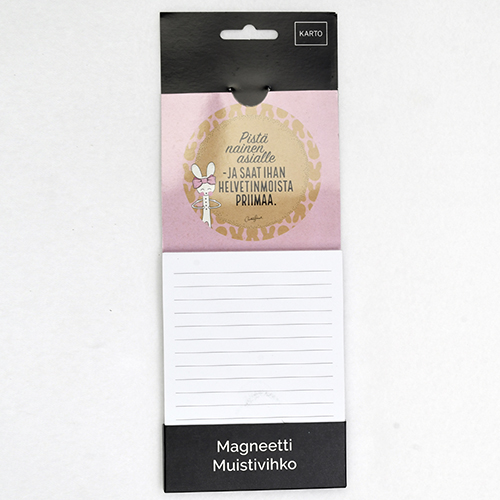 KARTO
Pistä
nainen
asialle
-JA SAAT IHAN
HELVETINMOISTA
PRIIMAA.
Magneetti
Muistivihko